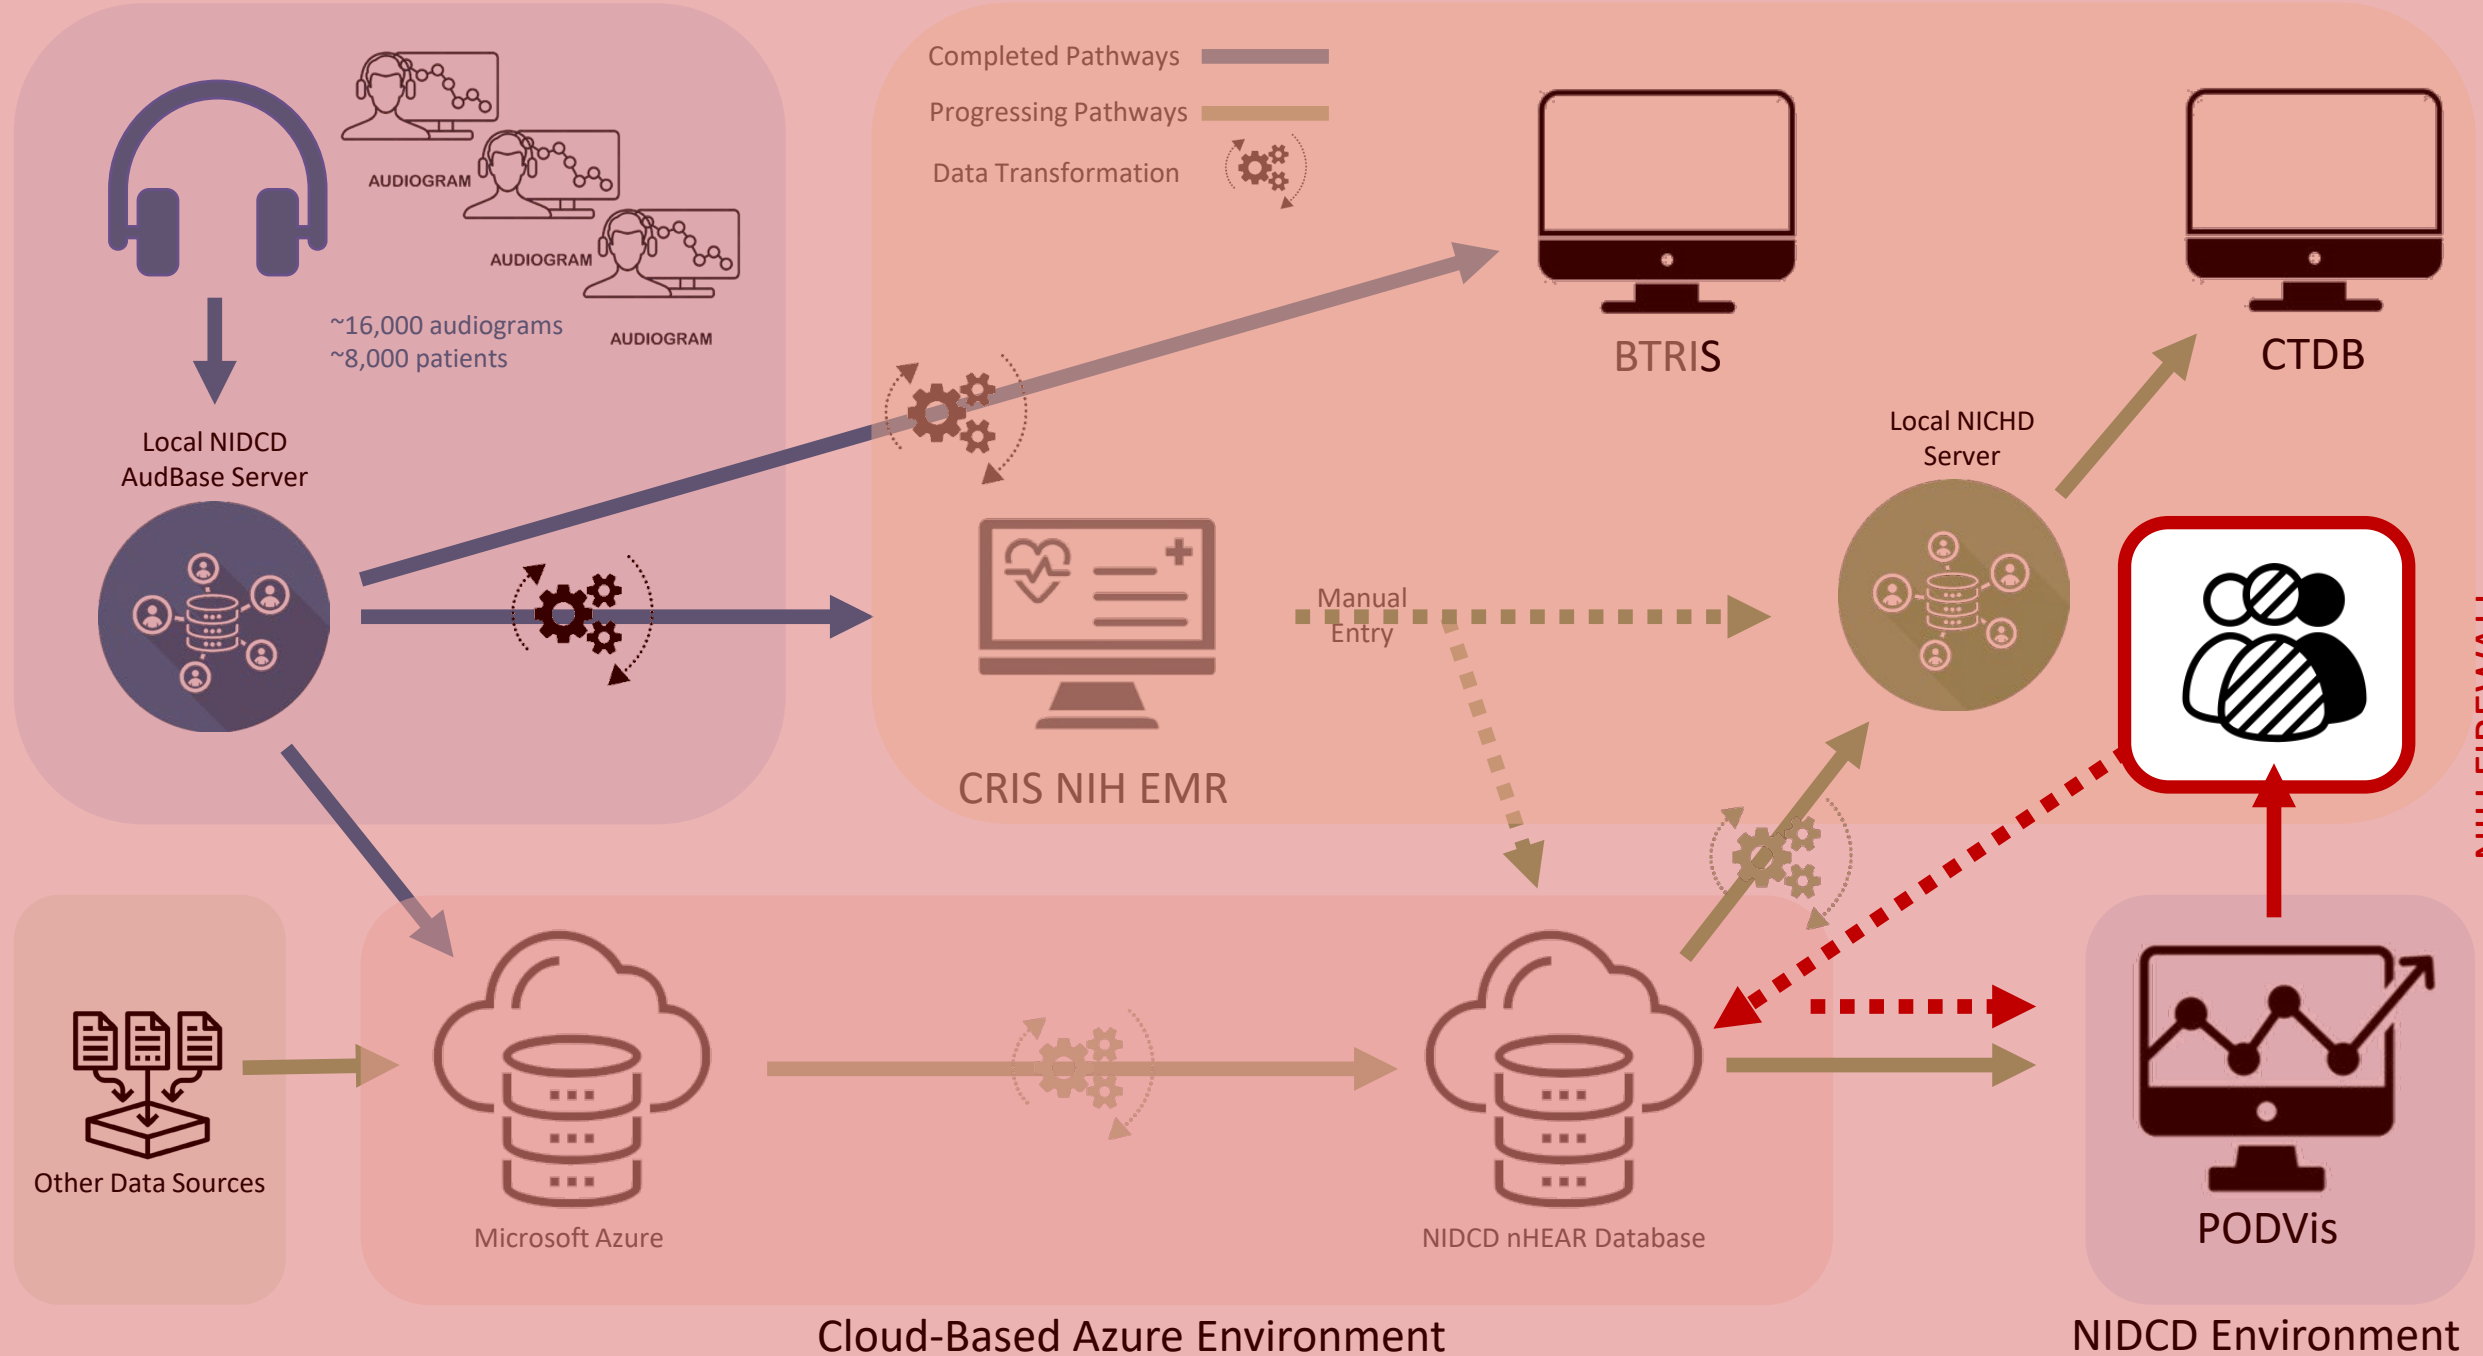 Completed Pathways
Progressing Pathways
Data Transformation
AUDIOGRAM
AUDIOGRAM
AUDIOGRAM
~16,000 audiograms
~8,000 patients
BTRIS
CTDB
Local NIDCD
AudBase Server
Local NICHD
Server
Manual
Entry
CRIS NIH EMR
NIH FIREWALL
Other Data Sources
Microsoft Azure
NIDCD nHEAR Database
PODVis
Cloud-Based Azure Environment
NIDCD Environment